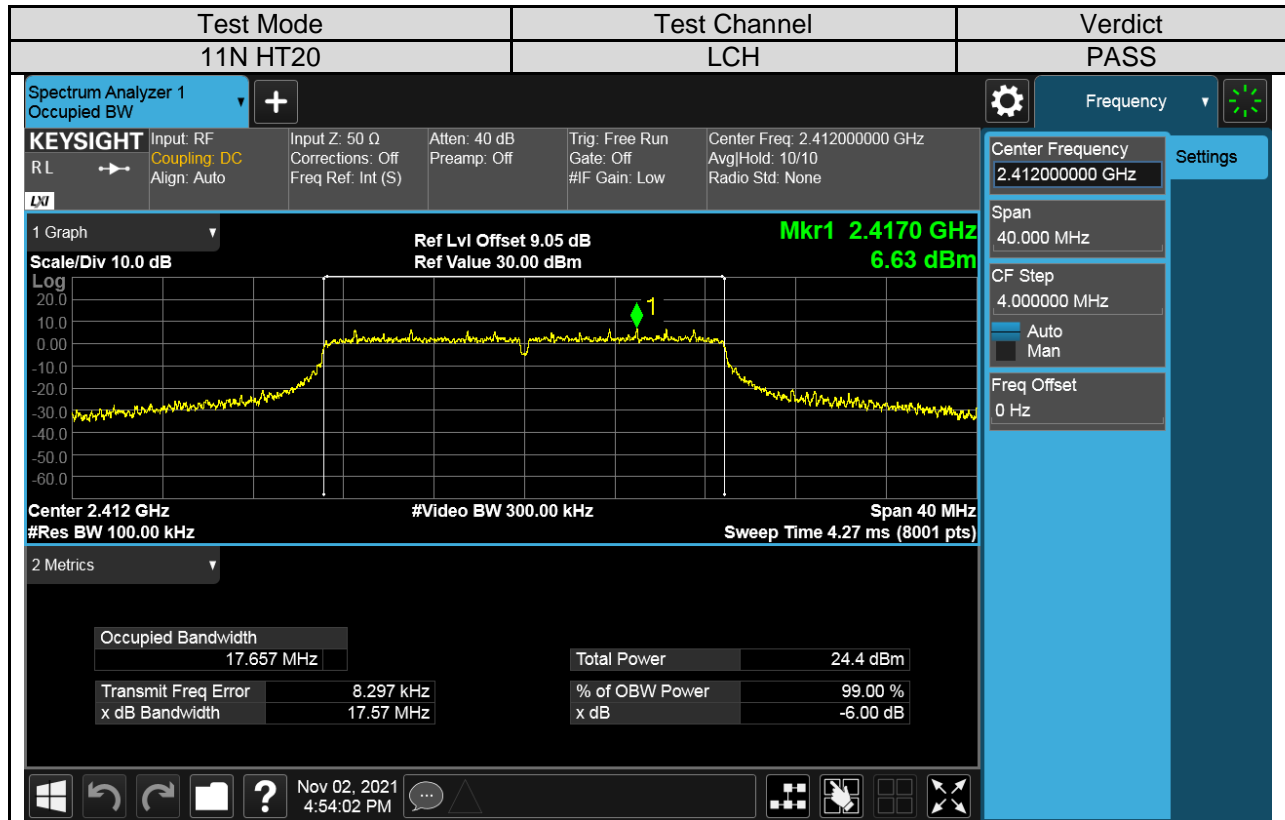 Test Mode Test Channel Verdict
11N HT20 LCH PASS
Spectrum Analyzer 1
Occupied BW
Frequency
KEYSIGHT
R L
LXI
Input: RF
Coupling: DC
Align: Auto
Input Z: 50 Ω
Corrections: Off
Freq Ref: Int (S)
Atten: 40 dB
Preamp: Off
Trig: Free Run
Gate: Off
#IF Gain: Low
Center Freq: 2.412000000 GHz
Avg|Hold: 10/10
Radio Std: None
Center Frequency
2.412000000 GHz
Settings
Span
40.000 MHz
CF Step
4.000000 MHz
Auto
Man
Freq Offset
0 Hz
1 Graph
Scale/Div 10.0 dB
Ref Lvl Offset 9.05 dB
Ref Value 30.00 dBm
Mkr1 2.4170 GHz
6.63 dBm
Log
20.0
10.0
0.00
-10.0
-20.0
-30.0
-40.0
-50.0
-60.0
1
Center 2.412 GHz
#Res BW 100.00 kHz
#Video BW 300.00 kHz
Span 40 MHz
Sweep Time 4.27 ms (8001 pts)
2 Metrics
Occupied Bandwidth
17.657 MHz
Total Power 24.4 dBm
Transmit Freq Error 8.297 kHz
% of OBW Power 99.00 %
x dB Bandwidth 17.57 MHz
x dB -6.00 dB
?
Nov 02, 2021
4:54:02 PM